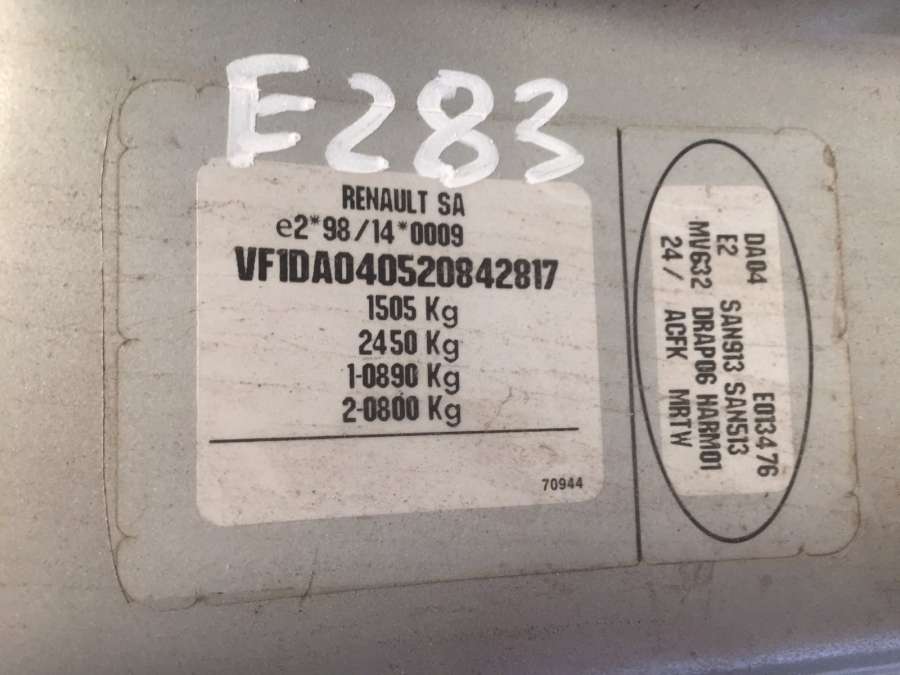 E283
RENAULT SA
e2*98/14*0009
VF1DA040520842817
1505 Kg
2450 Kg
1-0890 Kg
2-0800 Kg
70944
DA04 E013476
E2 SAN913 SAN513
MV632 DRAP06 HARM01
24/ ACFK MRTW